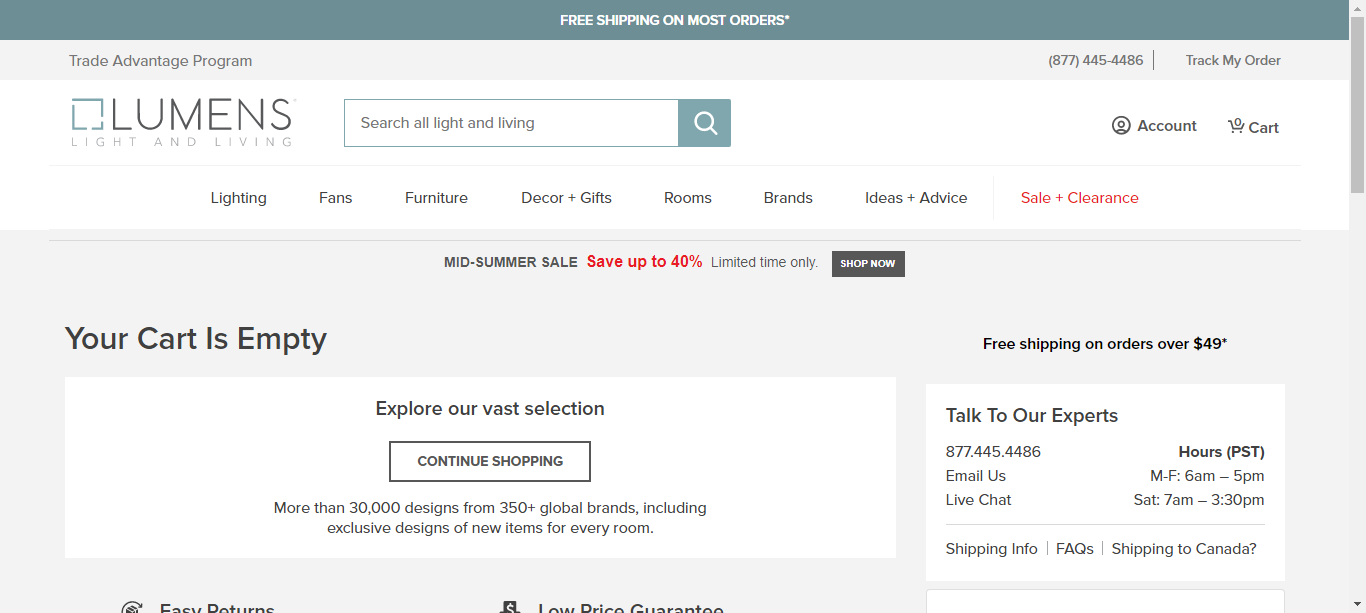 FREE SHIPPING ON MOST ORDERS*
Trade Advantage Program
(877) 445-4486
Track My Order
LUMENS
LIGHT AND LIVING
Search all light and living
Account
0
Cart
Lighting
Fans
Furniture
Decor + Gifts
Rooms
Brands
Ideas + Advice
Sale + Clearance
MID-SUMMER SALE Save up to 40% Limited time only. SHOP NOW
Your Cart Is Empty
Explore our vast selection
CONTINUE SHOPPING
More than 30,000 designs from 350+ global brands, including
exclusive designs of new items for every room.
Easy Returns
Low Price Guarantee
Free shipping on orders over $49*
Talk To Our Experts
877.445.4486 Hours (PST)
Email Us M-F: 6am – 5pm
Live Chat Sat: 7am – 3:30pm
Shipping Info | FAQs | Shipping to Canada?